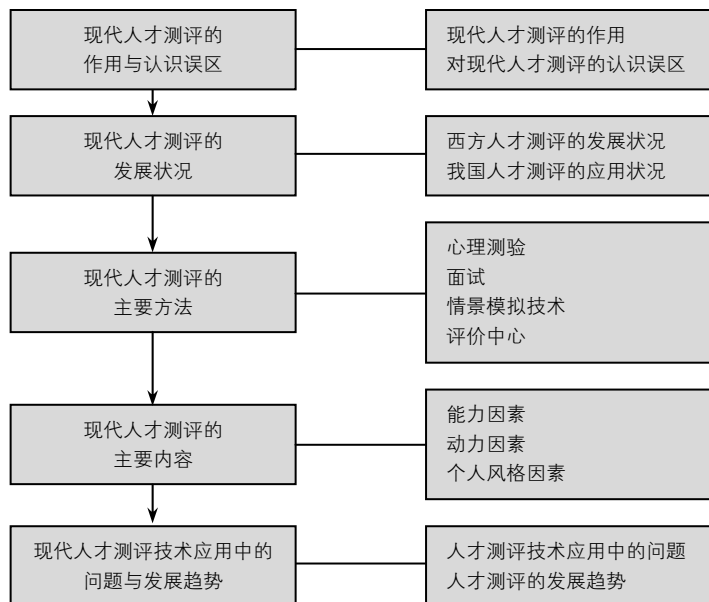 现代人才测评的
作用与认识误区
现代人才测评的作用
对现代人才测评的认识误区
现代人才测评的
发展状况
西方人才测评的发展状况
我国人才测评的应用状况
现代人才测评的
主要方法
心理测验
面试
情景模拟技术
评价中心
现代人才测评的
主要内容
能力因素
动力因素
个人风格因素
现代人才测评技术应用中的
问题与发展趋势
人才测评技术应用中的问题
人才测评的发展趋势